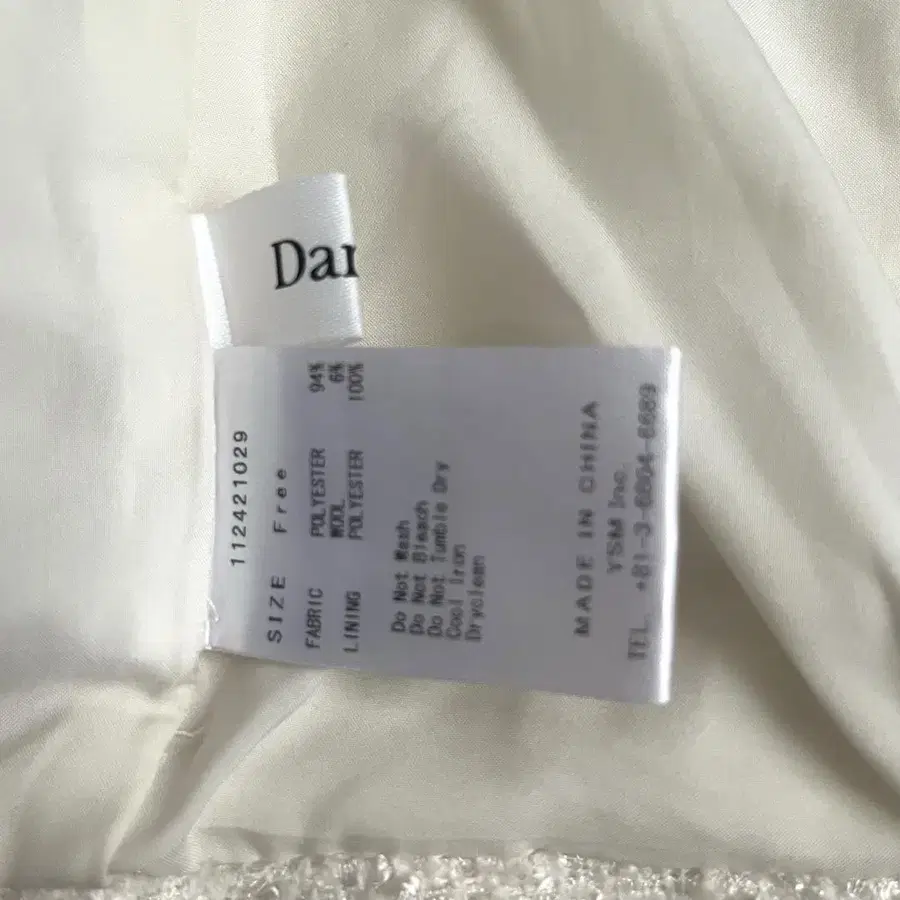 Dar
112421029
SIZE Free
FABRIC POLYESTER 94%
WOOL 6%
LINING POLYESTER 100%
Do Not Wash
Do Not Bleach
Do Not Tumble Dry
Cool Iron
Dryclean
MADE IN CHINA
YSM Inc.
TEL. +81-3-6804-6689